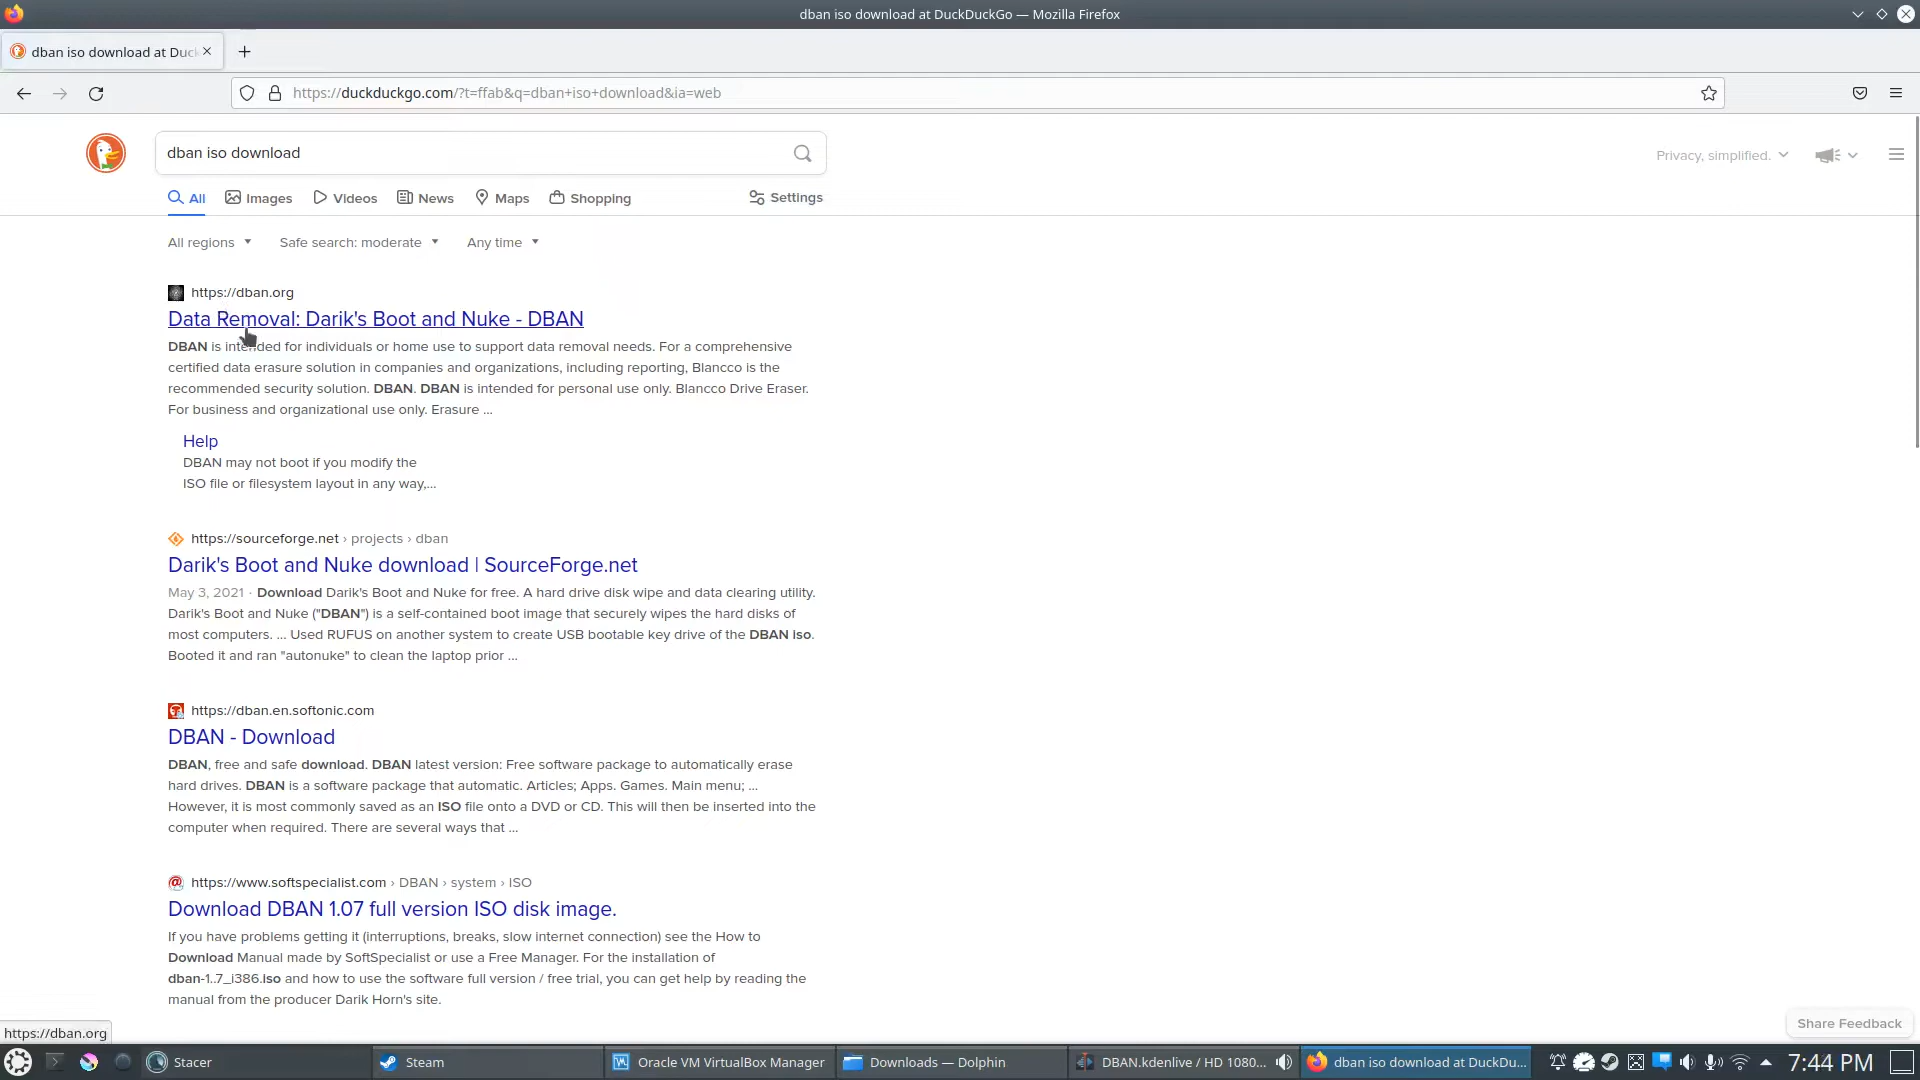 dban iso download at DuckDuckGo — Mozilla Firefox
dban iso download at Duc
https://duckduckgo.com/?t=ffab&q=dban+iso+download&ia=web
dban iso download
Privacy, simplified.
All Images Videos News Maps Shopping Settings
All regions Safe search: moderate Any time
https://dban.org
Data Removal: Darik's Boot and Nuke - DBAN
DBAN is intended for individuals or home use to support data removal needs. For a comprehensive
certified data erasure solution in companies and organizations, including reporting, Blancco is the
recommended security solution. DBAN. DBAN is intended for personal use only. Blancco Drive Eraser.
For business and organizational use only. Erasure ...
Help
DBAN may not boot if you modify the
ISO file or filesystem layout in any way,...
https://sourceforge.net › projects › dban
Darik's Boot and Nuke download | SourceForge.net
May 3, 2021 · Download Darik's Boot and Nuke for free. A hard drive disk wipe and data clearing utility.
Darik's Boot and Nuke ("DBAN") is a self-contained boot image that securely wipes the hard disks of
most computers. ... Used RUFUS on another system to create USB bootable key drive of the DBAN iso.
Booted it and ran "autonuke" to clean the laptop prior ...
https://dban.en.softonic.com
DBAN - Download
DBAN, free and safe download. DBAN latest version: Free software package to automatically erase
hard drives. DBAN is a software package that automatic. Articles; Apps. Games. Main menu; ...
However, it is most commonly saved as an ISO file onto a DVD or CD. This will then be inserted into the
computer when required. There are several ways that ...
https://www.softspecialist.com › DBAN › system › ISO
Download DBAN 1.07 full version ISO disk image.
If you have problems getting it (interruptions, breaks, slow internet connection) see the How to
Download Manual made by SoftSpecialist or use a Free Manager. For the installation of
dban-1..7_i386.iso and how to use the software full version / free trial, you can get help by reading the
manual from the producer Darik Horn's site.
Share Feedback
https://dban.org
Stacer Steam Oracle VM VirtualBox Manager Downloads — Dolphin DBAN.kdenlive / HD 1080... dban iso download at DuckDu... 7:44 PM